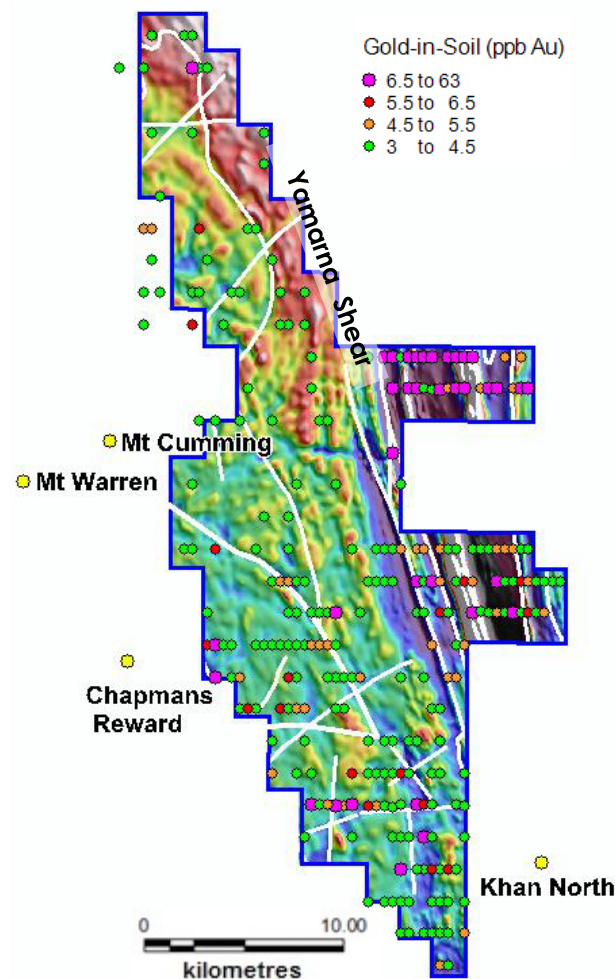 Gold-in-Soil (ppb Au)
6.5 to 63
5.5 to 6.5
4.5 to 5.5
3 to 4.5
Yamarna Shear
Mt Cumming
Mt Warren
Chapmans
Reward
Khan North
0 10.00
kilometres